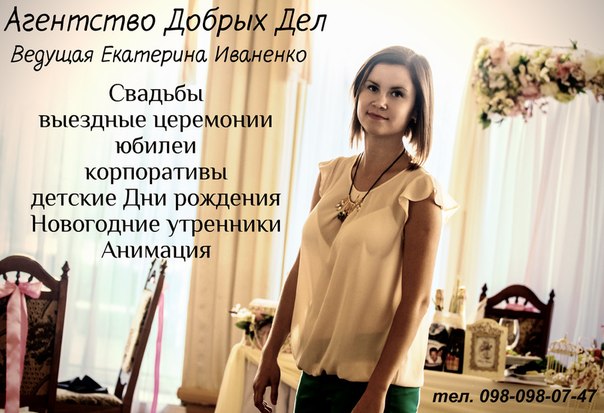 Агентство Добрых Дел
Ведущая Екатерина Иваненко
Свадьбы
выездные церемонии
юбилеи
корпоративы
детские Дни рождения
Новогодние утренники
Анимация
тел. 098-098-07-47